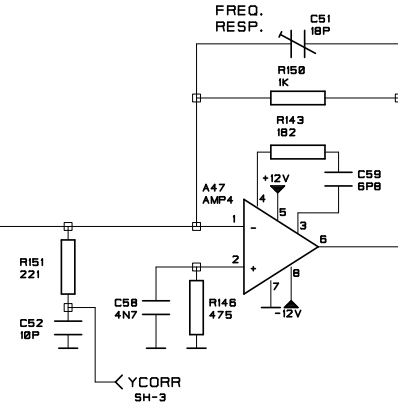 FREQ.
RESP.
C51
18P
R150
1K
R143
182
+12V
C59
6P8
A47
AMP4
4
5
3
1
-
6
2
+
8
7
-12V
R151
221
C58
4N7
R146
475
C52
10P
YCORR
SH-3